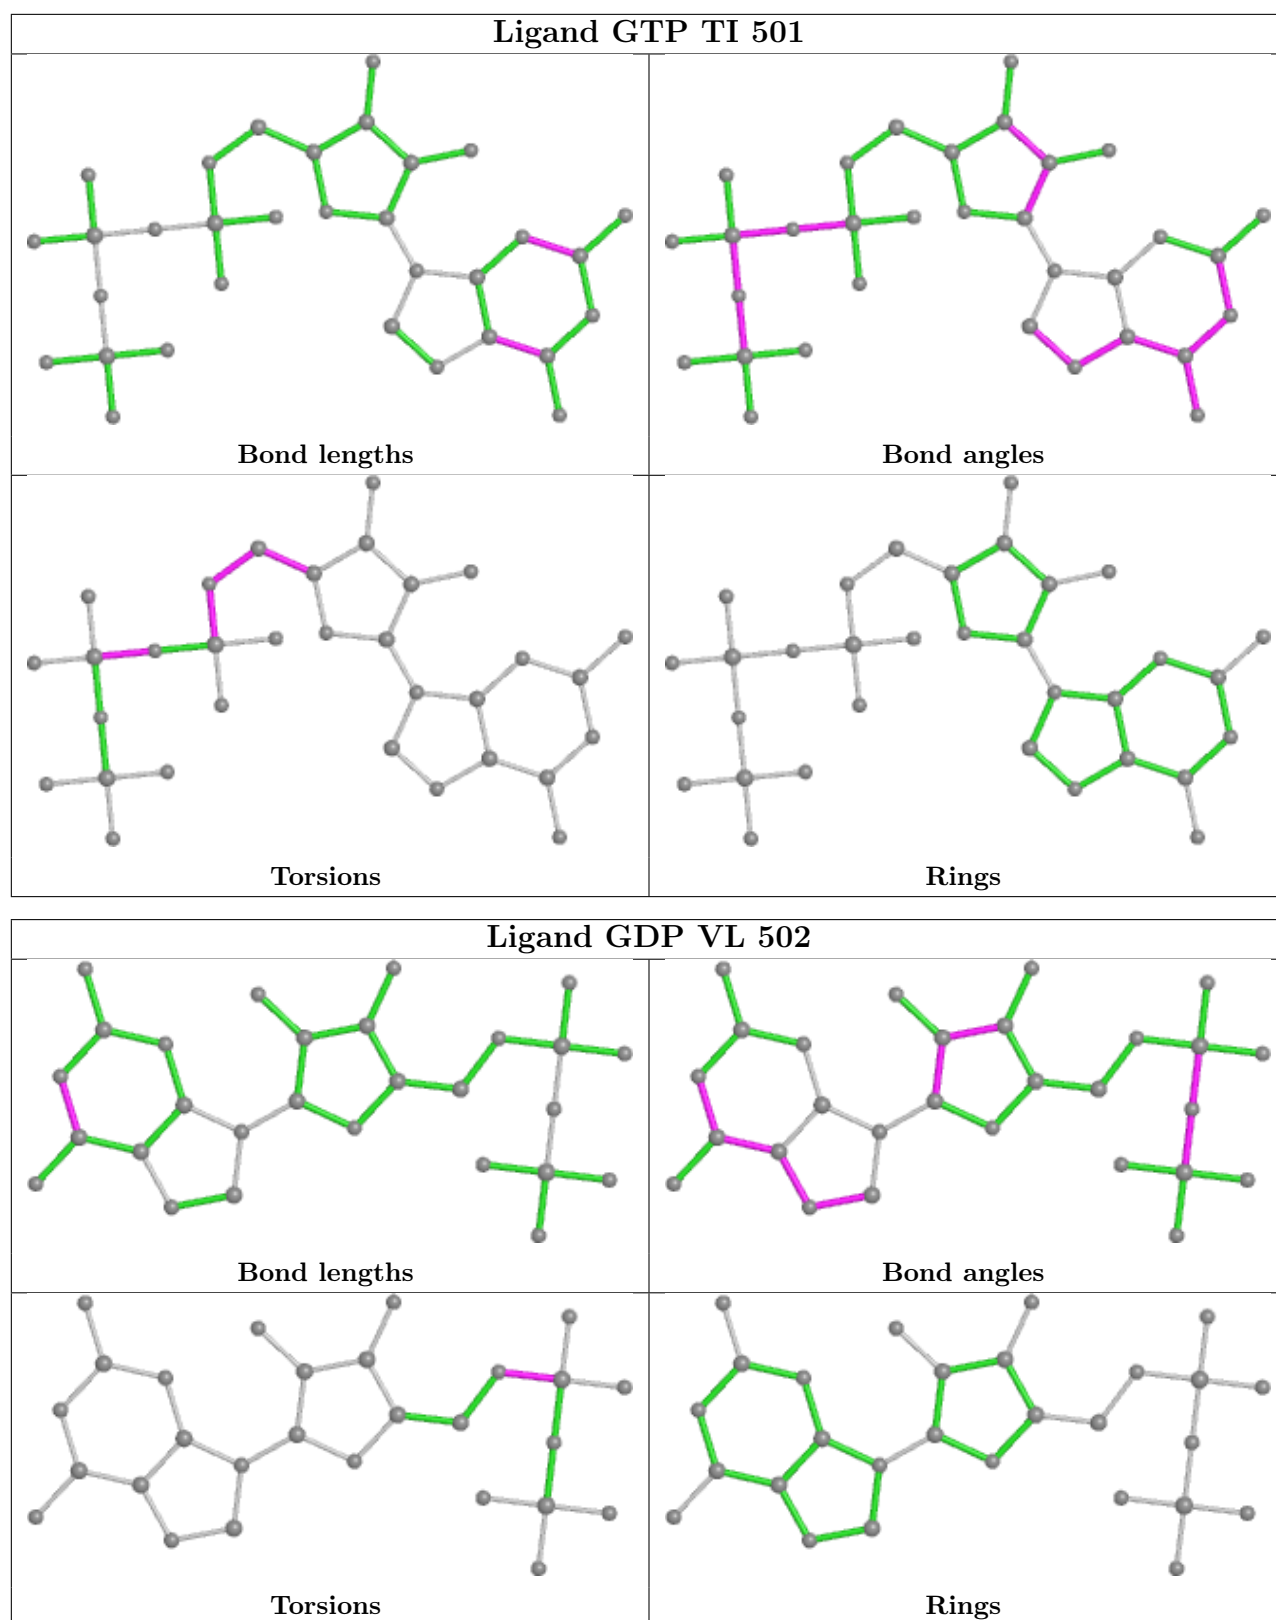 Ligand GTP TI 501
Bond lengths
Bond angles
Torsions
Rings
Ligand GDP VL 502
Bond lengths
Bond angles
Torsions
Rings